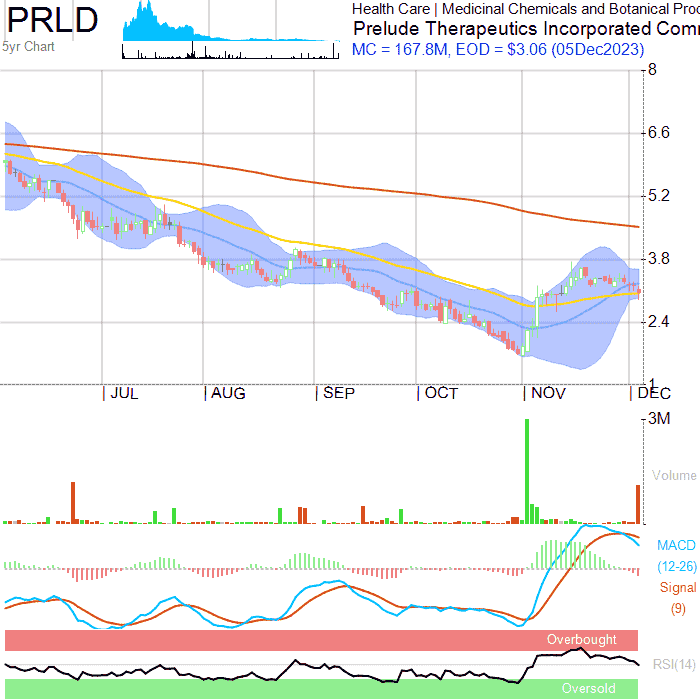 PRLD
5yr Chart
Health Care | Medicinal Chemicals and Botanical Proc
Prelude Therapeutics Incorporated Com
MC = 167.8M, EOD = $3.06 (05Dec2023)
8
6.6
5.2
3.8
2.4
1
JUL AUG SEP OCT NOV DEC
3M
Volume
MACD
(12-26)
Signal
(9)
Overbought
RSI(14)
Oversold